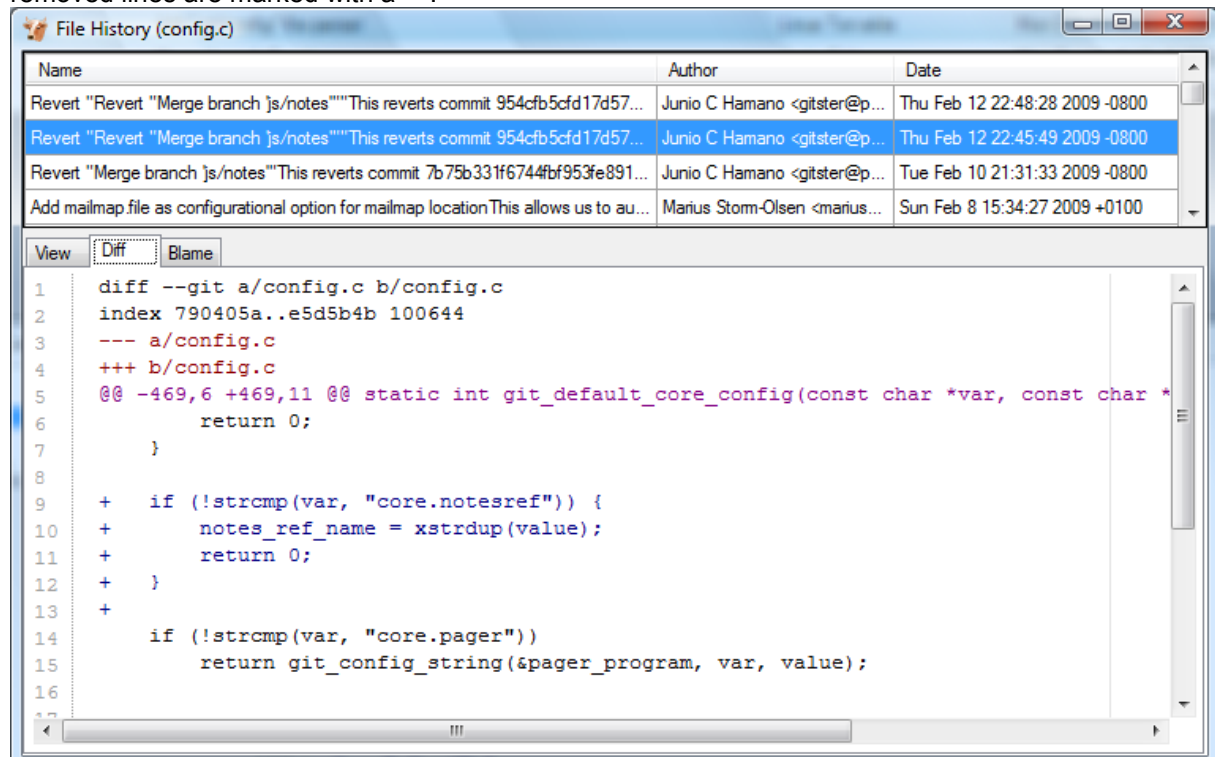 removed lines are marked with a
File History (config.c)
Name Author Date
Revert "Revert "Merge branch 'js/notes'""This reverts commit 954cfb5cfd17d57... Junio C Hamano <gitster@p... Thu Feb 12 22:48:28 2009 -0800
Revert "Revert "Merge branch 'js/notes'""This reverts commit 954cfb5cfd17d57... Junio C Hamano <gitster@p... Thu Feb 12 22:45:49 2009 -0800
Revert "Merge branch 'js/notes'"This reverts commit 7b75b331f6744fbf953fe891... Junio C Hamano <gitster@p... Tue Feb 10 21:31:33 2009 -0800
Add mailmap.file as configurational option for mailmap locationThis allows us to au... Marius Storm-Olsen <marius... Sun Feb 8 15:34:27 2009 +0100
View Diff Blame
1 diff --git a/config.c b/config.c
2 index 790405a..e5d5b4b 100644
3 --- a/config.c
4 +++ b/config.c
5 @@ -469,6 +469,11 @@ static int git_default_core_config(const char *var, const char *
6 return 0;
7 }
8
9 + if (!strcmp(var, "core.notesref")) {
10 + notes_ref_name = xstrdup(value);
11 + return 0;
12 + }
13 +
14 if (!strcmp(var, "core.pager"))
15 return git_config_string(&pager_program, var, value);
16